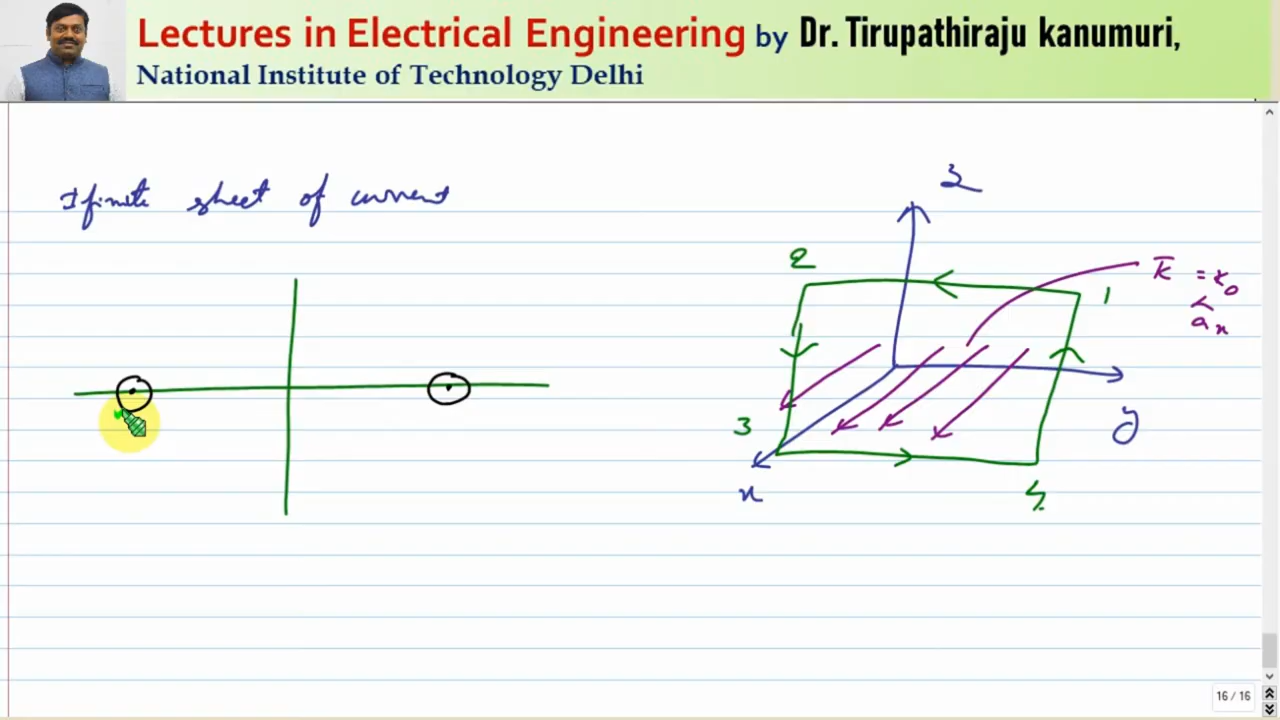 Lectures in Electrical Engineering by Dr. Tirupathiraju kanumuri,
National Institute of Technology Delhi
Ifinite sheet of current
z
2
1
K̄ = K₀
âₓ
y
3
x
4
16 / 16